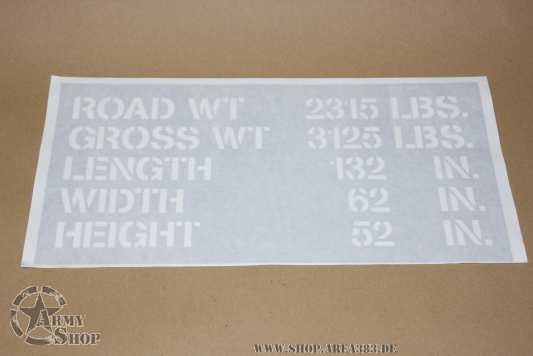 ROAD WT 2315 LBS.
GROSS WT 3125 LBS.
LENGTH 132 IN.
WIDTH 62 IN.
HEIGHT 52 IN.
ARMY
SHOP
WWW.SHOP.AREA383.DE